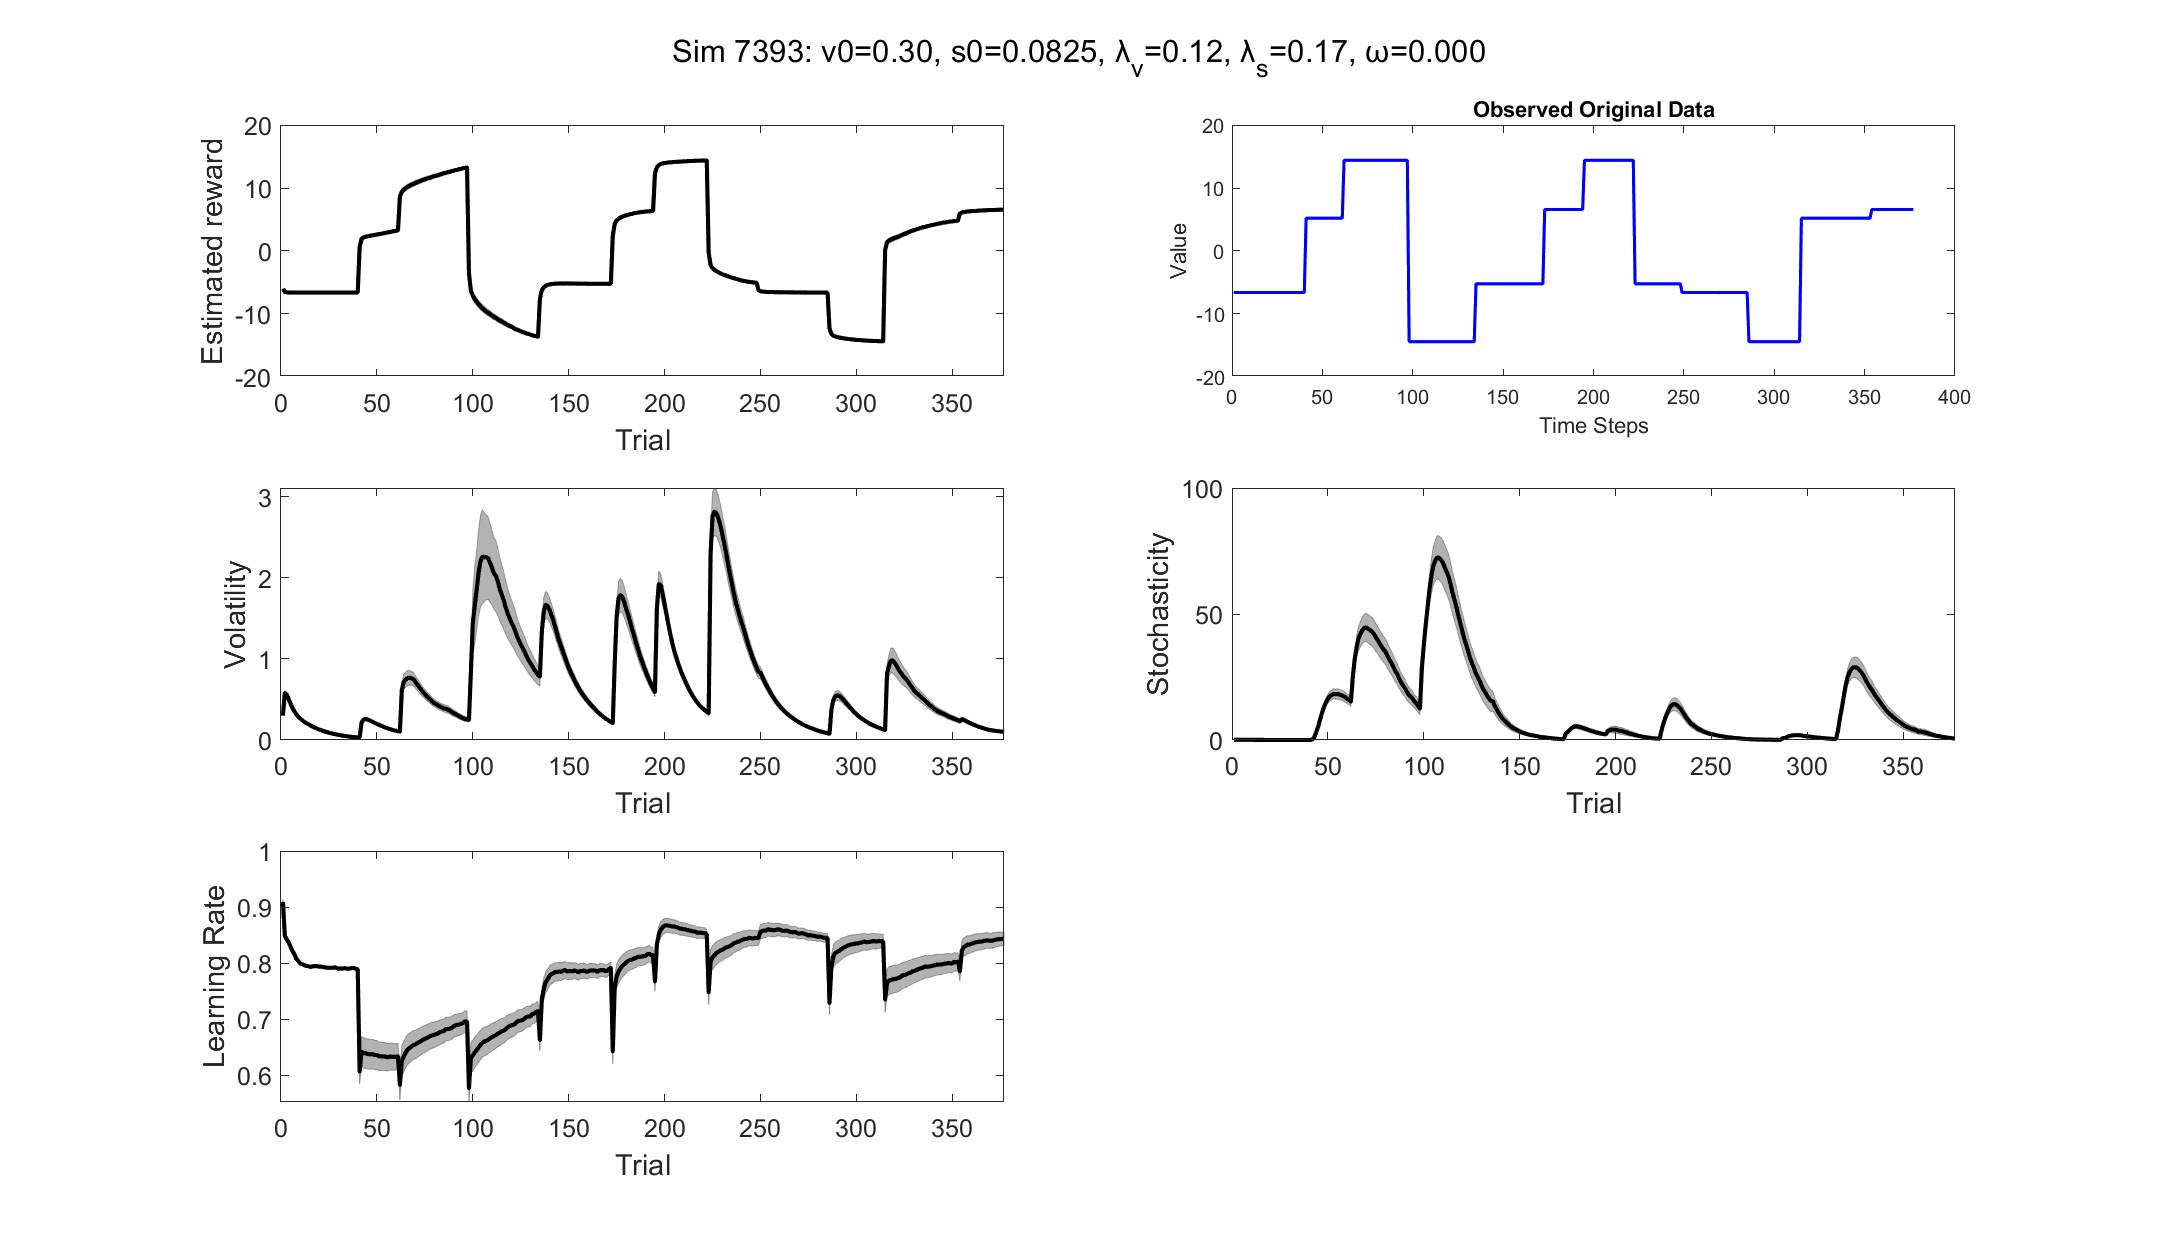 Sim 7393: v0=0.30, s0=0.0825, λv=0.12, λs=0.17, ω=0.000
Estimated reward
20
10
0
-10
-20
0 50 100 150 200 250 300 350
Trial
Observed Original Data
Value
20
10
0
-10
-20
0 50 100 150 200 250 300 350 400
Time Steps
Volatility
3
2
1
0
0 50 100 150 200 250 300 350
Trial
Stochasticity
100
50
0
0 50 100 150 200 250 300 350
Trial
Learning Rate
1
0.9
0.8
0.7
0.6
0 50 100 150 200 250 300 350
Trial